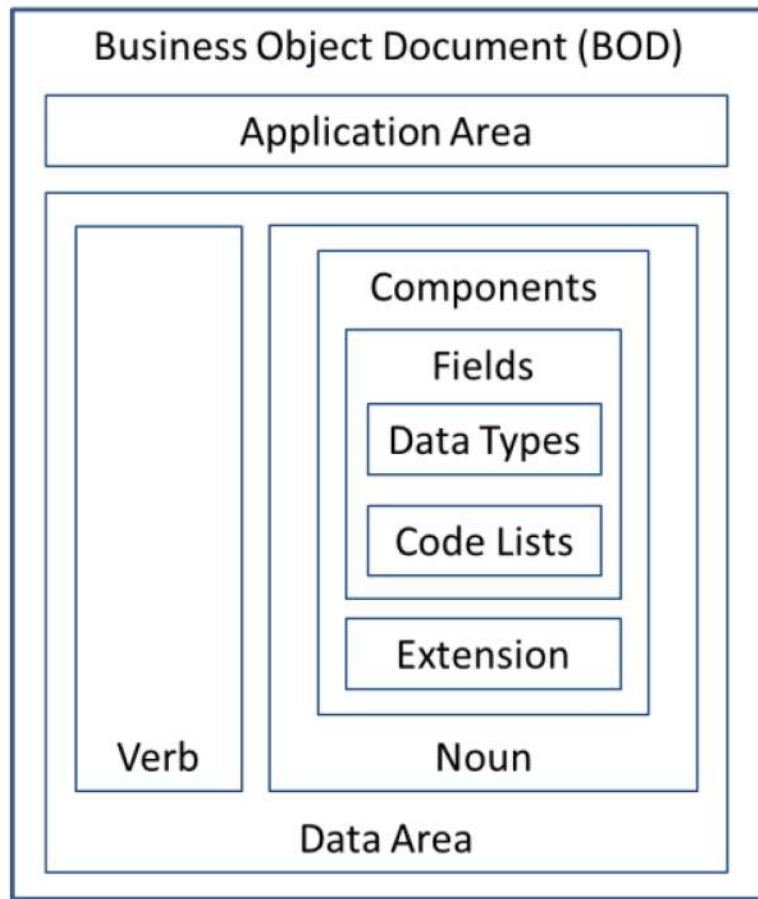 Business Object Document (BOD)
Application Area
Components
Fields
Data Types
Code Lists
Extension
Verb
Noun
Data Area